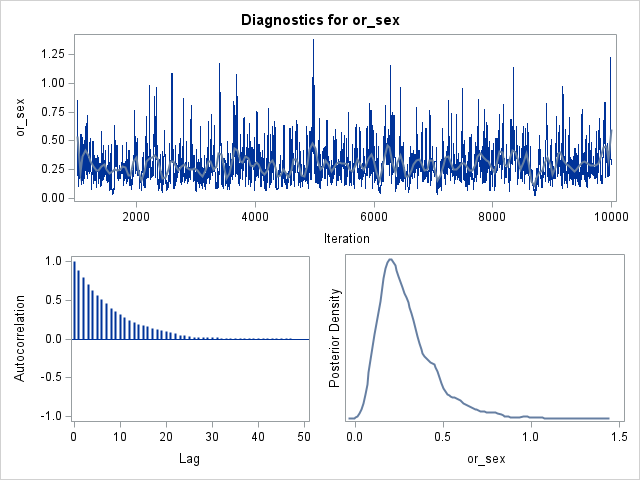 Diagnostics for or_sex
or_sex
1.25
1.00
0.75
0.50
0.25
0.00
2000 4000 6000 8000 10000
Iteration
Autocorrelation
1.0
0.5
0.0
-0.5
-1.0
0 10 20 30 40 50
Lag
Posterior Density
0.0 0.5 1.0 1.5
or_sex